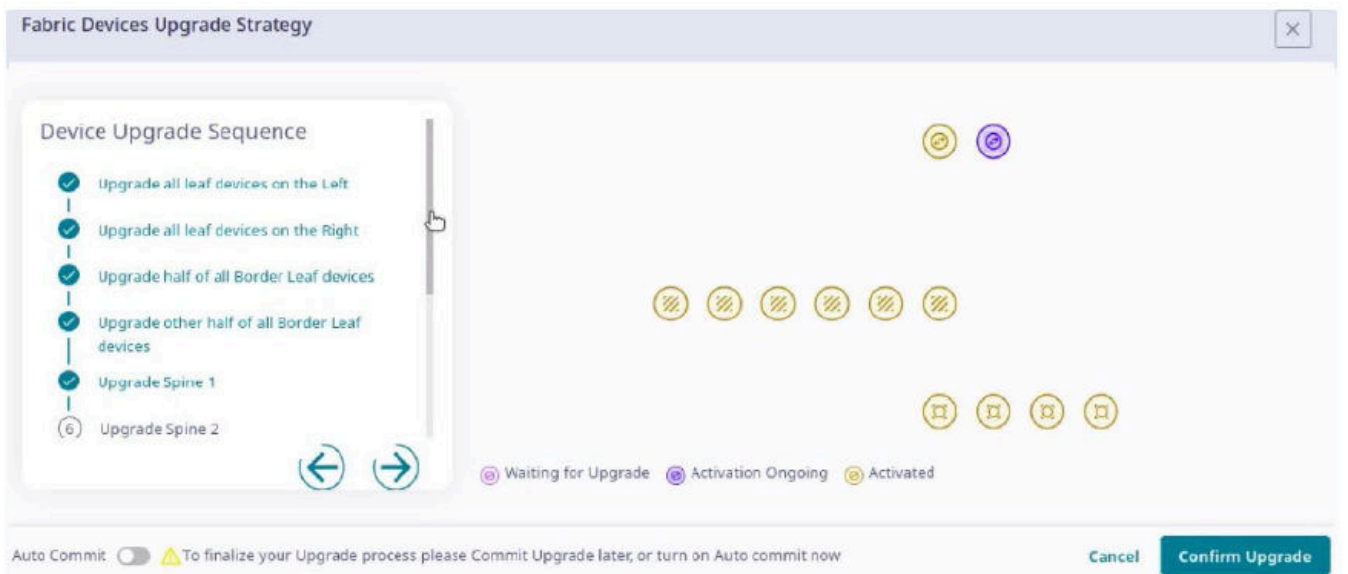 Fabric Devices Upgrade Strategy
Device Upgrade Sequence
Upgrade all leaf devices on the Left
Upgrade all leaf devices on the Right
Upgrade half of all Border Leaf devices
Upgrade other half of all Border Leaf
devices
Upgrade Spine 1
6 Upgrade Spine 2
Waiting for Upgrade Activation Ongoing Activated
Auto Commit To finalize your Upgrade process please Commit Upgrade later, or turn on Auto commit now
Cancel Confirm Upgrade